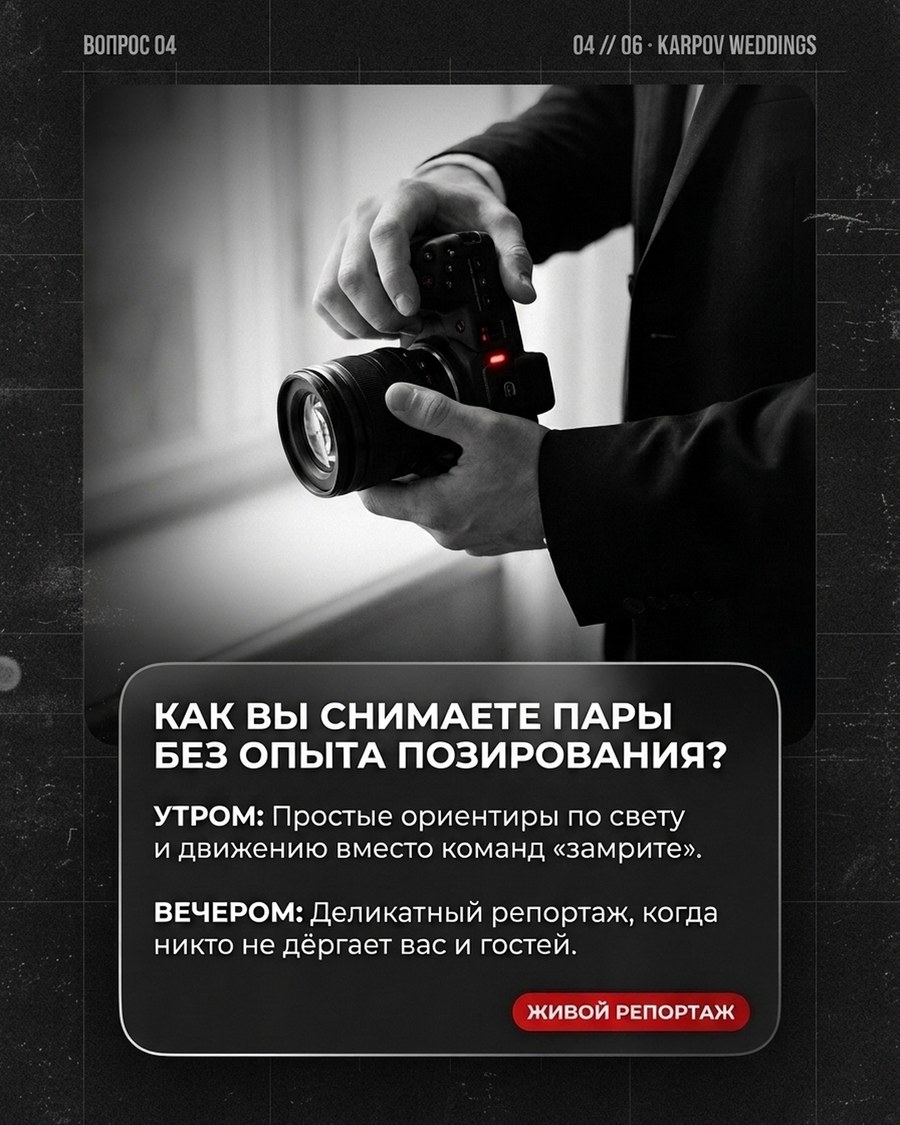 ВОПРОС 04
04 // 06 · KARPOV WEDDINGS
КАК ВЫ СНИМАЕТЕ ПАРЫ
БЕЗ ОПЫТА ПОЗИРОВАНИЯ?
УТРОМ: Простые ориентиры по свету
и движению вместо команд «замрите».
ВЕЧЕРОМ: Деликатный репортаж, когда
никто не дёргает вас и гостей.
ЖИВОЙ РЕПОРТАЖ